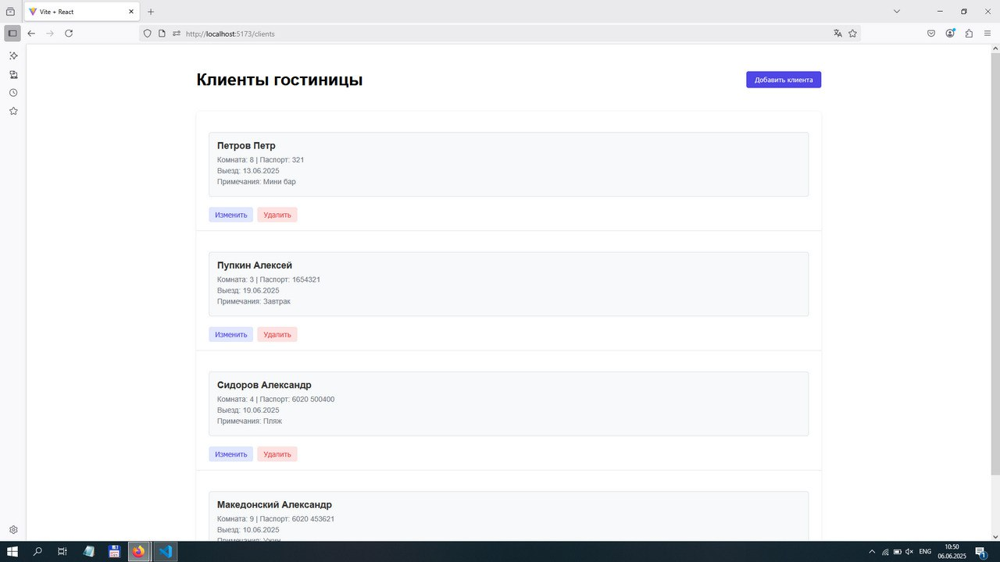 Vite + React
http://localhost:5173/clients
Клиенты гостиницы
Добавить клиента
Петров Петр
Комната: 8 | Паспорт: 321
Выезд: 13.06.2025
Примечания: Мини бар
Изменить Удалить
Пупкин Алексей
Комната: 3 | Паспорт: 1654321
Выезд: 19.06.2025
Примечания: Завтрак
Изменить Удалить
Сидоров Александр
Комната: 4 | Паспорт: 6020 500400
Выезд: 10.06.2025
Примечания: Пляж
Изменить Удалить
Македонский Александр
Комната: 9 | Паспорт: 6020 453621
Выезд: 10.06.2025
Примечания: Ужин
ENG
10:50
06.06.2025
1